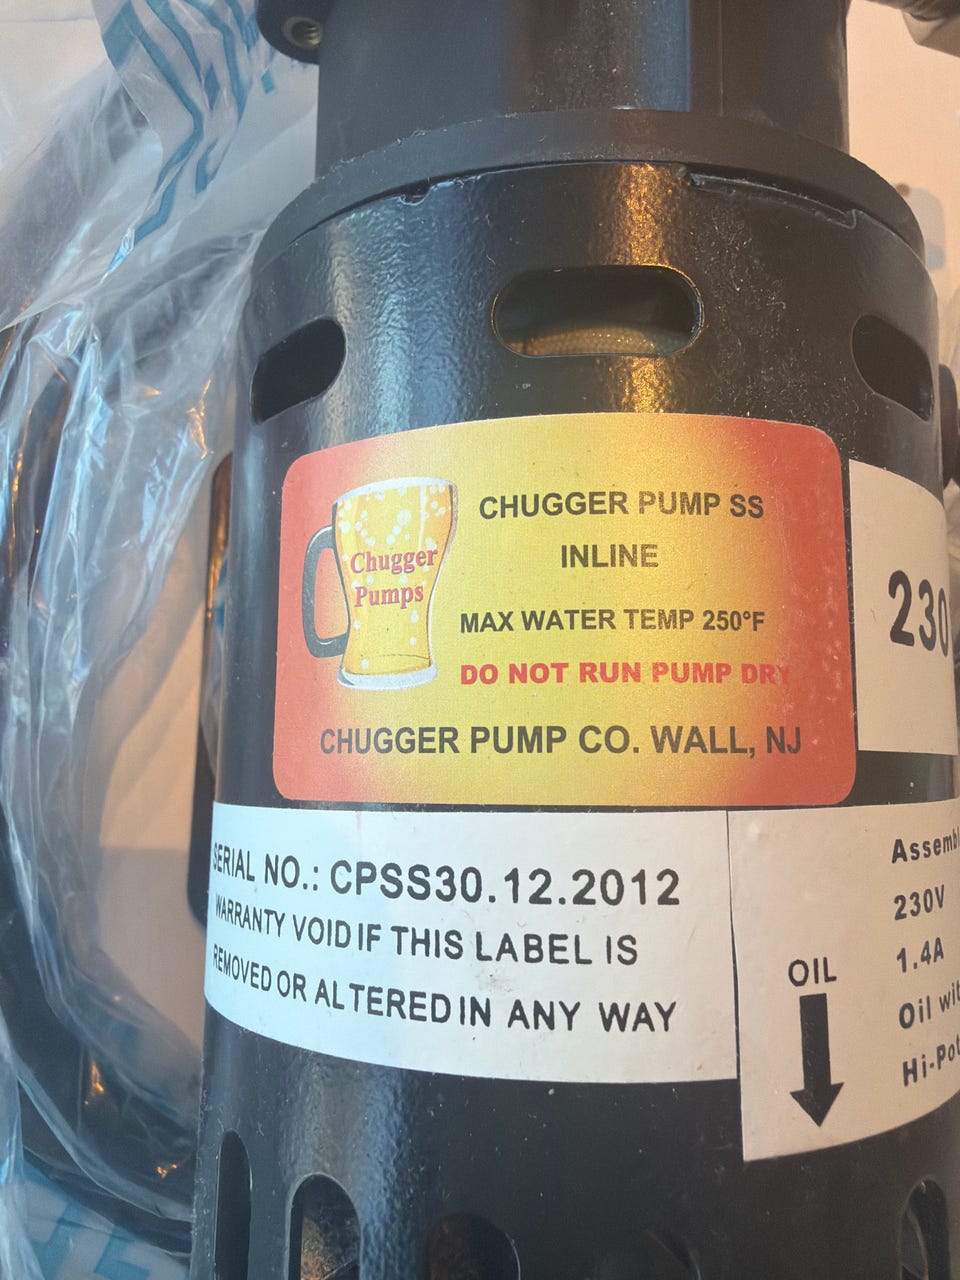 Chugger
Pumps
CHUGGER PUMP SS
INLINE
MAX WATER TEMP 250°F
DO NOT RUN PUMP DRY
CHUGGER PUMP CO. WALL, NJ
230
SERIAL NO.: CPSS30.12.2012
WARRANTY VOID IF THIS LABEL IS
REMOVED OR ALTERED IN ANY WAY
OIL
230V
1.4A
Oil